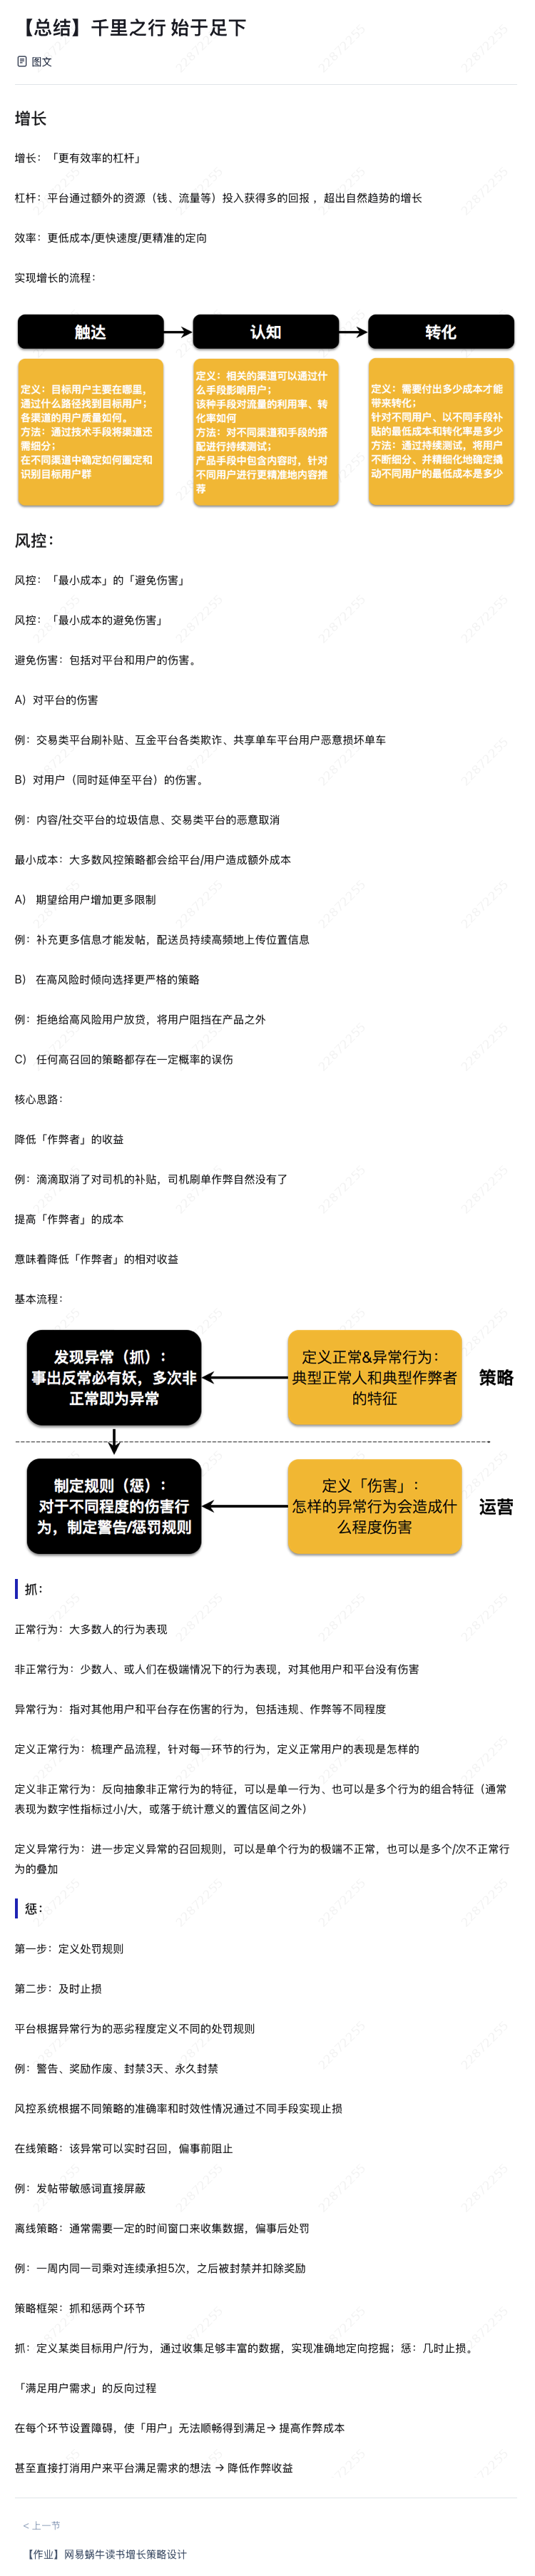 【总结】千里之行 始于足下
图文
增长
增长：「更有效率的杠杆」
杠杆：平台通过额外的资源（钱、流量等）投入获得多的回报 ，超出自然趋势的增长
效率：更低成本/更快速度/更精准的定向
实现增长的流程：
触达
认知
转化
定义：目标用户主要在哪里，
通过什么路径找到目标用户；
各渠道的用户质量如何。
方法：通过技术手段将渠道还
需细分；
在不同渠道中确定如何圈定和
识别目标用户群
定义：相关的渠道可以通过什
么手段影响用户；
该种手段对流量的利用率、转
化率如何
方法：对不同渠道和手段的搭
配进行持续测试；
产品手段中包含内容时，针对
不同用户进行更精准地内容推
荐
定义：需要付出多少成本才能
带来转化；
针对不同用户、以不同手段补
贴的最低成本和转化率是多少
方法：通过持续测试，将用户
不断细分、并精细化地确定撬
动不同用户的最低成本是多少
风控：
风控：「最小成本」的「避免伤害」
风控：「最小成本的避免伤害」
避免伤害：包括对平台和用户的伤害。
A）对平台的伤害
例：交易类平台刷补贴、互金平台各类欺诈、共享单车平台用户恶意损坏单车
B）对用户（同时延伸至平台）的伤害。
例：内容/社交平台的垃圾信息、交易类平台的恶意取消
最小成本：大多数风控策略都会给平台/用户造成额外成本
A） 期望给用户增加更多限制
例：补充更多信息才能发帖，配送员持续高频地上传位置信息
B） 在高风险时倾向选择更严格的策略
例：拒绝给高风险用户放贷，将用户阻挡在产品之外
C） 任何高召回的策略都存在一定概率的误伤
核心思路：
降低「作弊者」的收益
例：滴滴取消了对司机的补贴，司机刷单作弊自然没有了
提高「作弊者」的成本
意味着降低「作弊者」的相对收益
基本流程：
发现异常（抓）：
事出反常必有妖，多次非
正常即为异常
定义正常&异常行为：
典型正常人和典型作弊者
的特征
策略
制定规则（惩）：
对于不同程度的伤害行
为，制定警告/惩罚规则
定义「伤害」：
怎样的异常行为会造成什
么程度伤害
运营
抓：
正常行为：大多数人的行为表现
非正常行为：少数人、或人们在极端情况下的行为表现，对其他用户和平台没有伤害
异常行为：指对其他用户和平台存在伤害的行为，包括违规、作弊等不同程度
定义正常行为：梳理产品流程，针对每一环节的行为，定义正常用户的表现是怎样的
定义非正常行为：反向抽象非正常行为的特征，可以是单一行为、也可以是多个行为的组合特征（通常
表现为数字性指标过小/大，或落于统计意义的置信区间之外）
定义异常行为：进一步定义异常的召回规则，可以是单个行为的极端不正常，也可以是多个/次不正常行
为的叠加
惩：
第一步：定义处罚规则
第二步：及时止损
平台根据异常行为的恶劣程度定义不同的处罚规则
例：警告、奖励作废、封禁3天、永久封禁
风控系统根据不同策略的准确率和时效性情况通过不同手段实现止损
在线策略：该异常可以实时召回，偏事前阻止
例：发帖带敏感词直接屏蔽
离线策略：通常需要一定的时间窗口来收集数据，偏事后处罚
例：一周内同一司乘对连续承担5次，之后被封禁并扣除奖励
策略框架：抓和惩两个环节
抓：定义某类目标用户/行为，通过收集足够丰富的数据，实现准确地定向挖掘；惩：几时止损。
「满足用户需求」的反向过程
在每个环节设置障碍，使「用户」无法顺畅得到满足→ 提高作弊成本
甚至直接打消用户来平台满足需求的想法 → 降低作弊收益
< 上一节
【作业】网易蜗牛读书增长策略设计